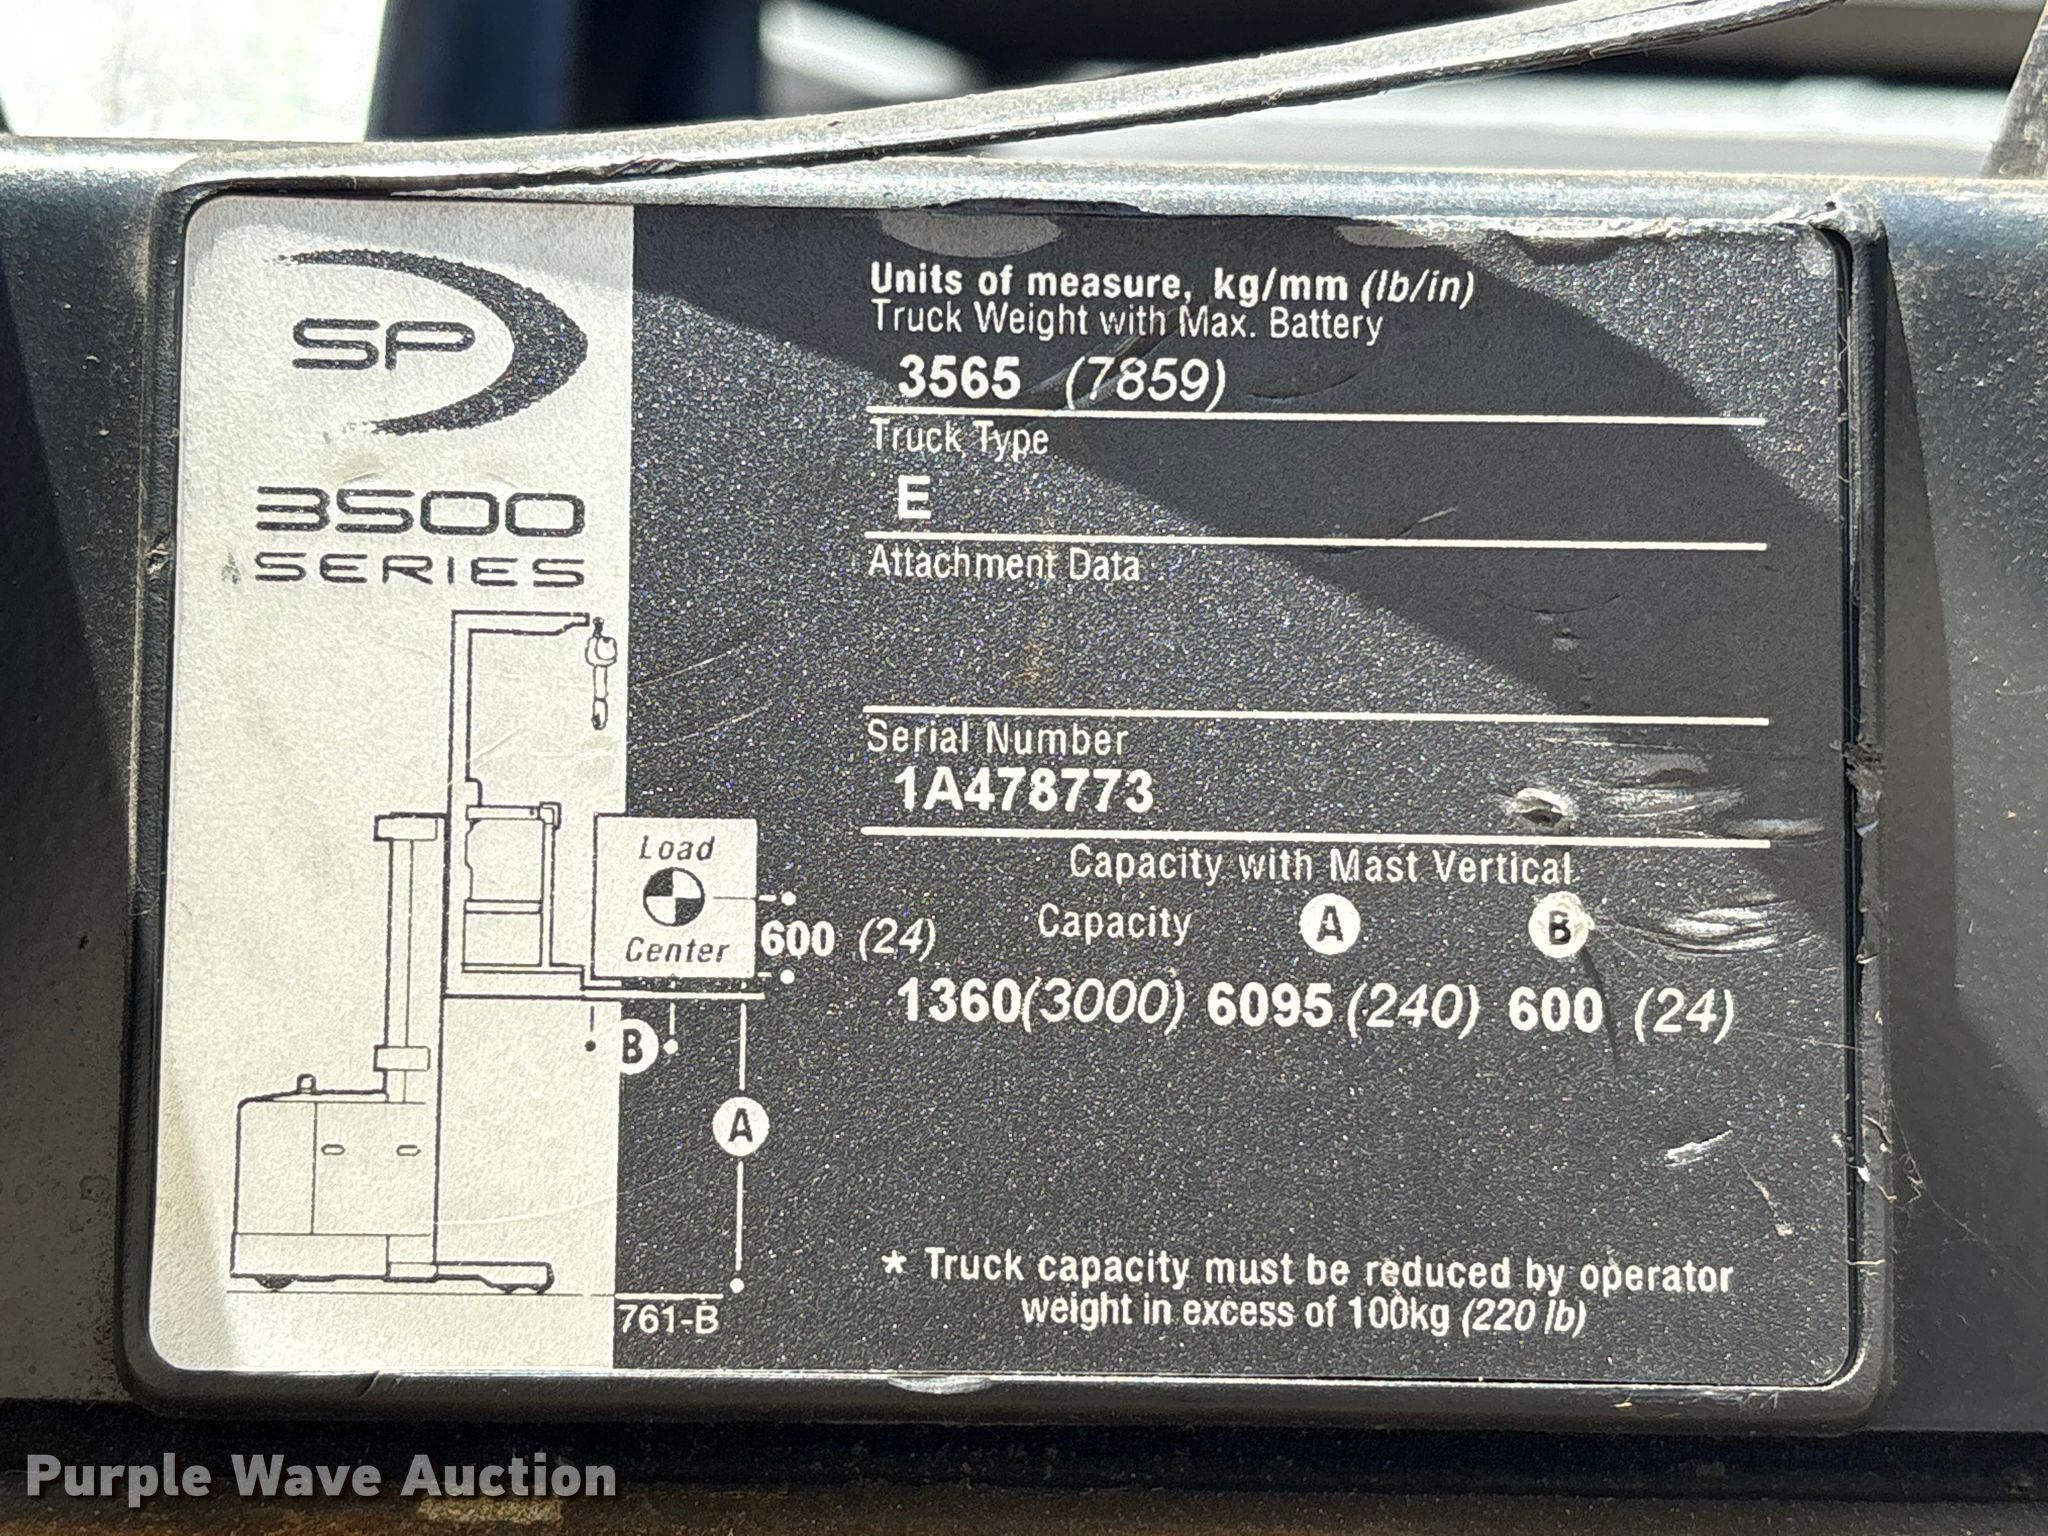 SP
3500
SERIES
Units of measure, kg/mm (lb/in)
Truck Weight with Max. Battery
3565 (7859)
Truck Type
E
Attachment Data
Serial Number
1A478773
Capacity with Mast Vertical
Capacity A B
1360(3000) 6095 (240) 600 (24)
Load
Center
600 (24)
B
A
761-B
* Truck capacity must be reduced by operator
weight in excess of 100kg (220 lb)
Purple Wave Auction